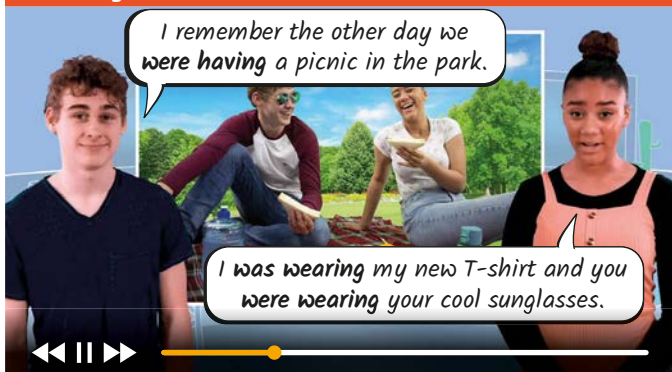 I remember the other day we
were having a picnic in the park.
I was wearing my new T-shirt and you
were wearing your cool sunglasses.